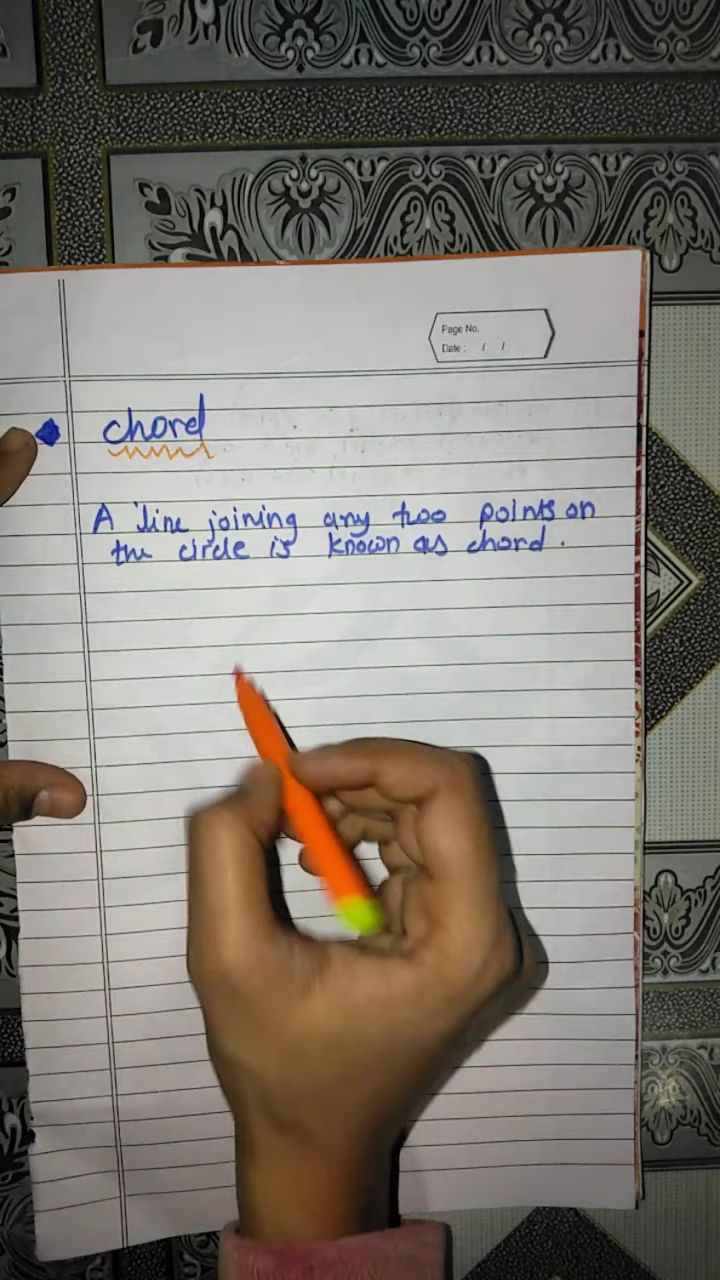 Page No.
Date : / /
chord
A line joining any two points on
the circle is known as chord .